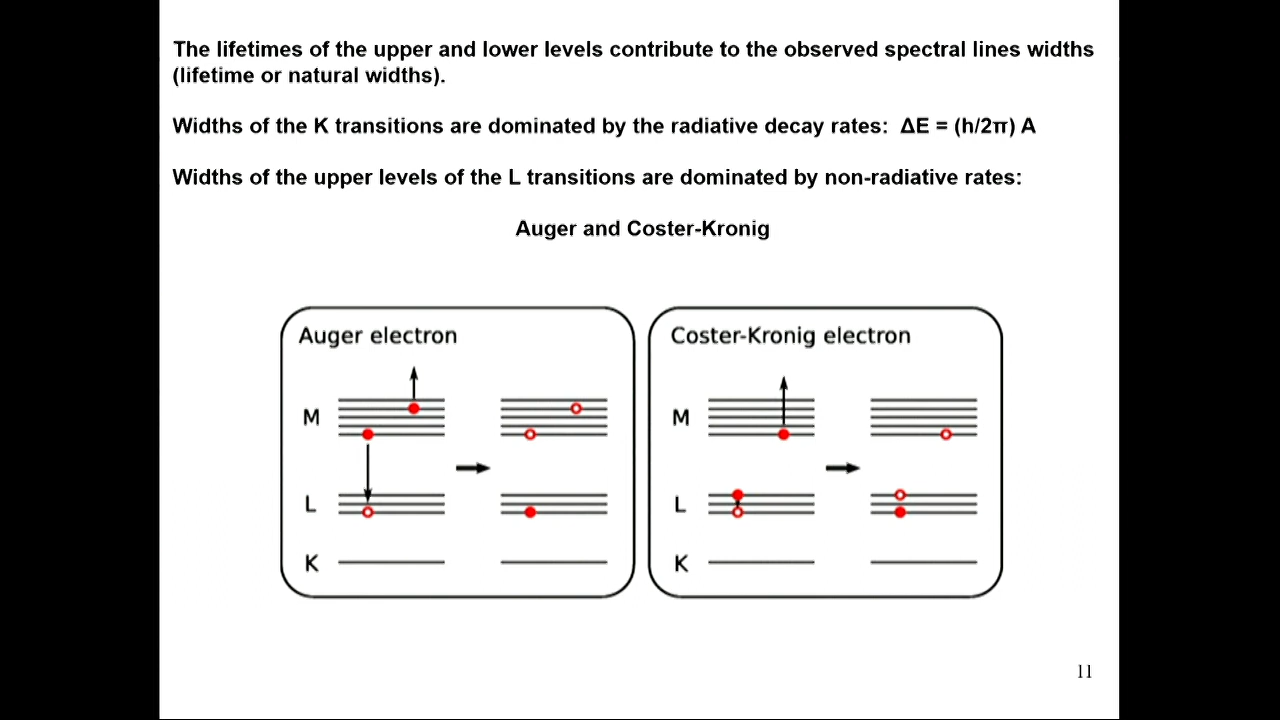 The lifetimes of the upper and lower levels contribute to the observed spectral lines widths
(lifetime or natural widths).
Widths of the K transitions are dominated by the radiative decay rates: ΔE = (h/2π) A
Widths of the upper levels of the L transitions are dominated by non-radiative rates:
Auger and Coster-Kronig
Auger electron
M
L
K
Coster-Kronig electron
M
L
K
11